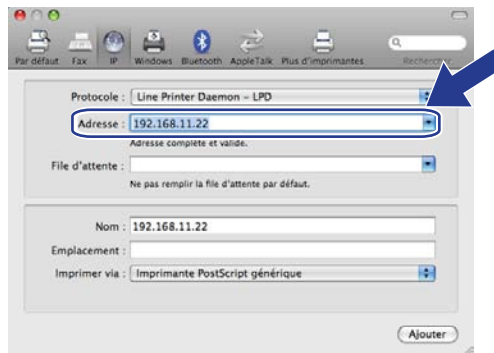 Par défaut Fax IP Windows Bluetooth AppleTalk Plus d'imprimantes Rechercher
Protocole : Line Printer Daemon – LPD
Adresse : 192.168.11.22
Adresse complète et valide.
File d'attente :
Ne pas remplir la file d'attente par défaut.
Nom : 192.168.11.22
Emplacement :
Imprimer via : Imprimante PostScript générique
Ajouter